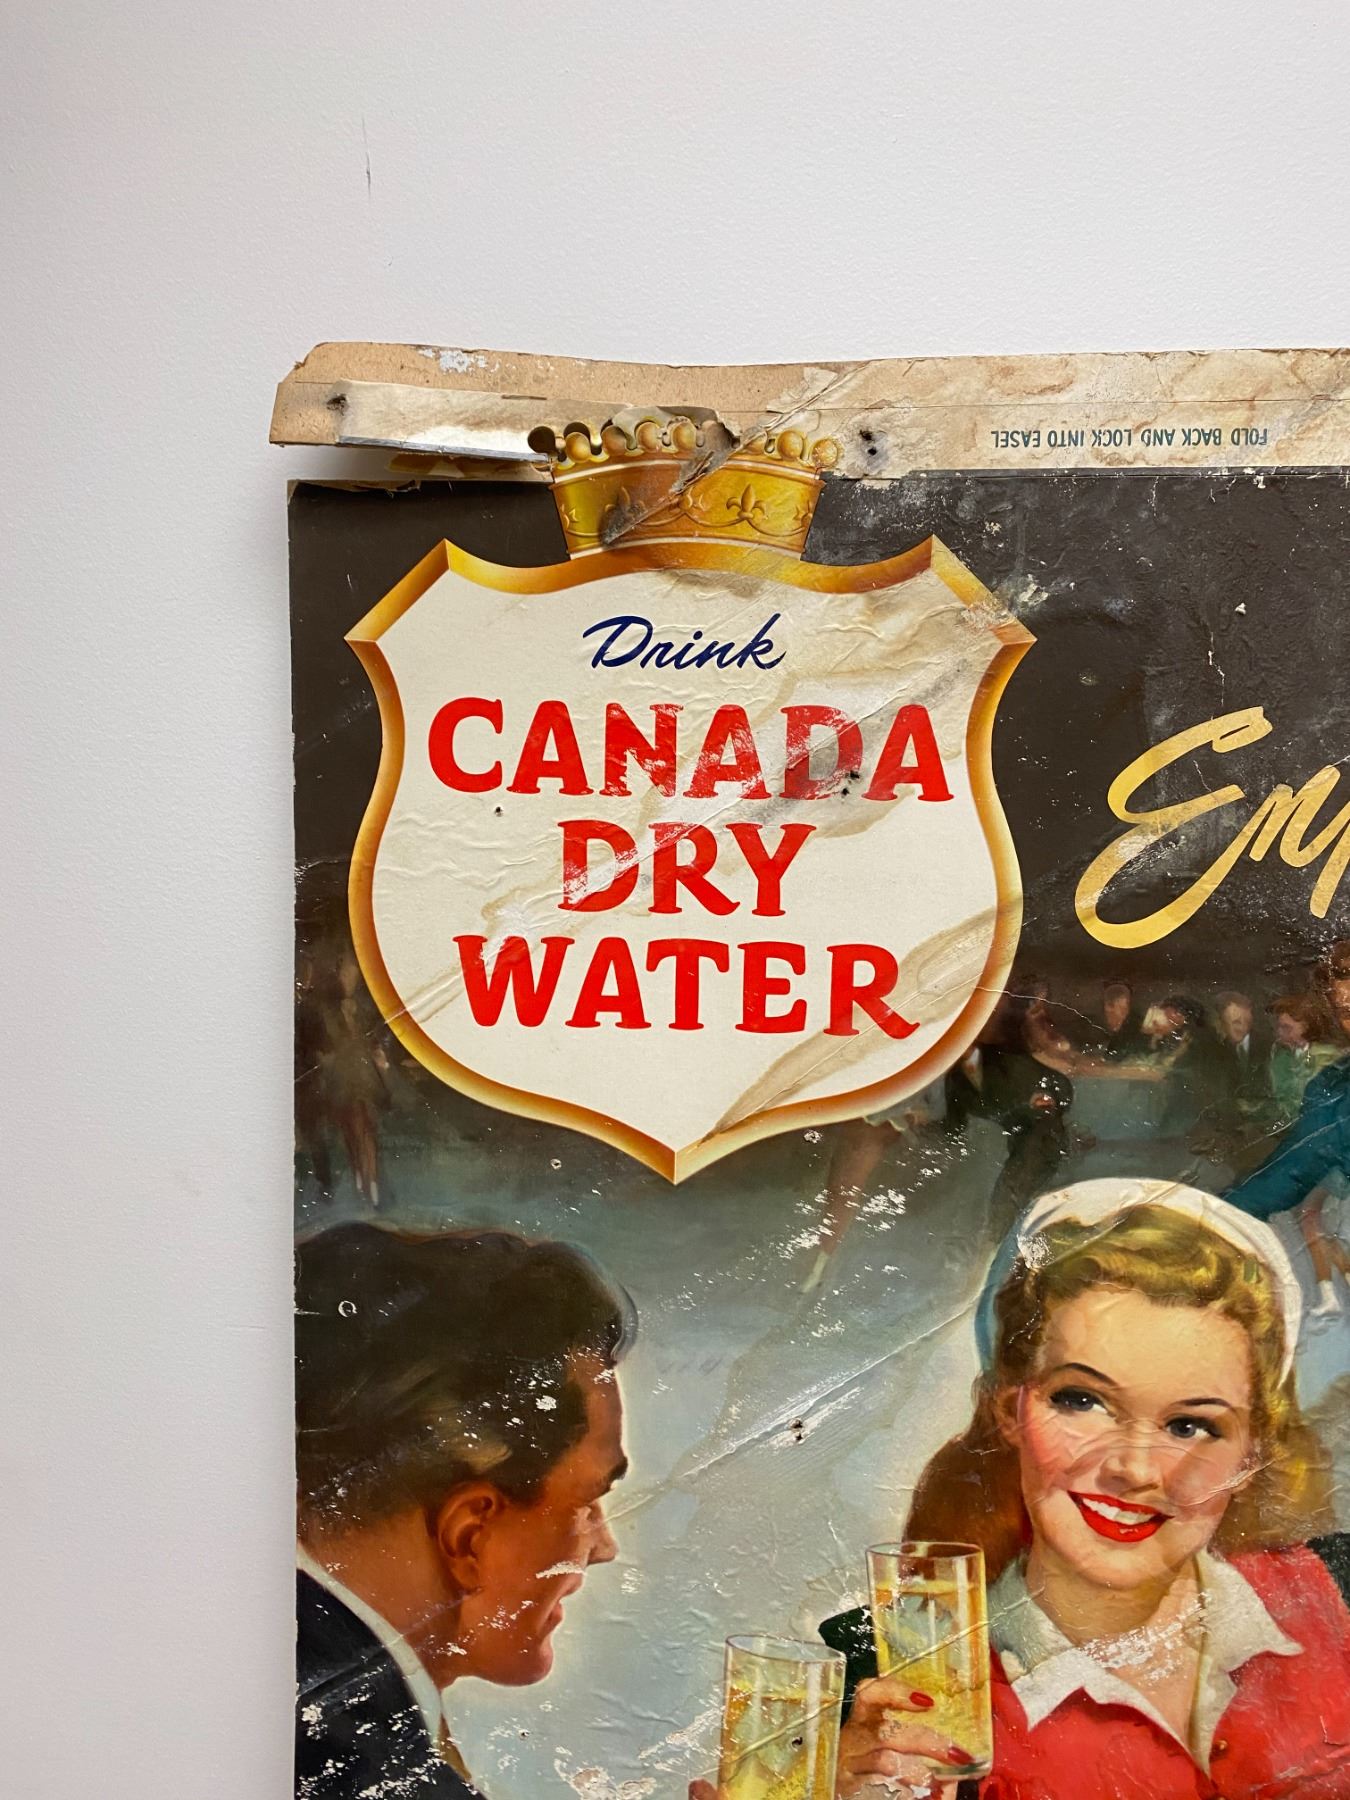 FOLD BACK AND LOCK INTO EASEL
Drink
CANADA
DRY
WATER